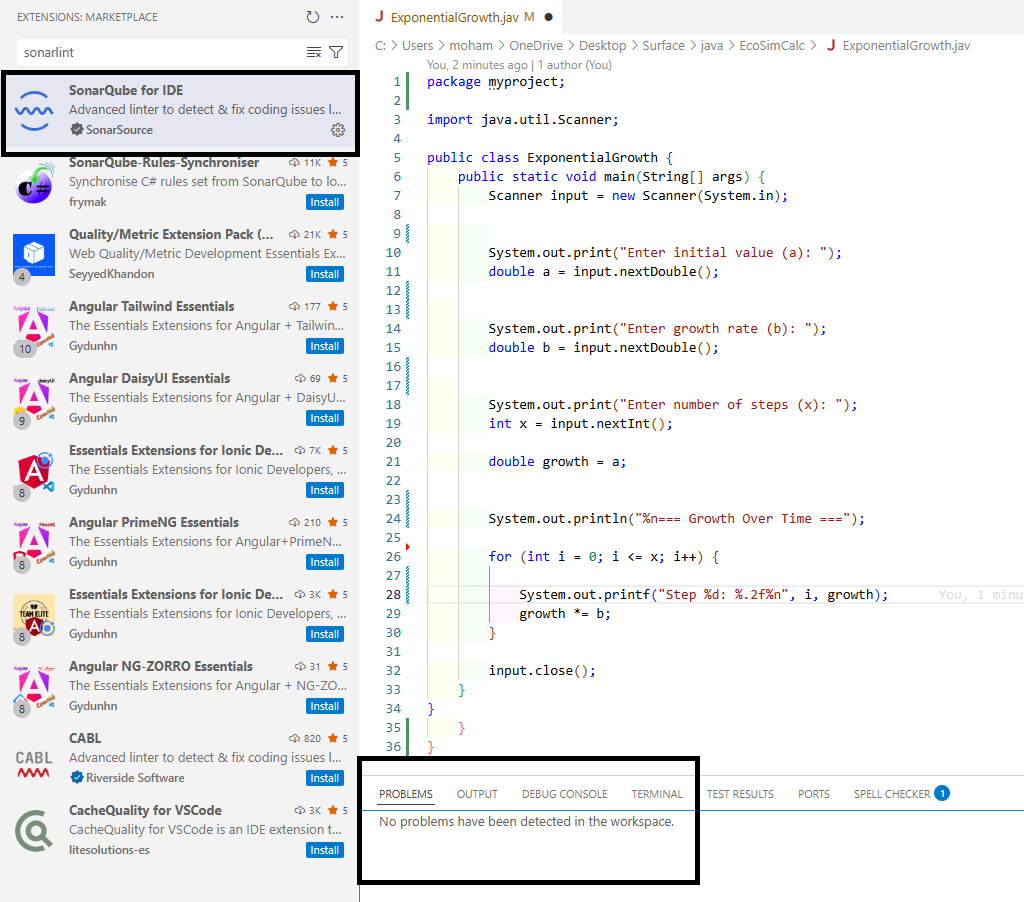 EXTENSIONS: MARKETPLACE
sonarlint
SonarQube for IDE
Advanced linter to detect & fix coding issues l...
SonarSource
SonarQube-Rules-Synchroniser 11K 5
Synchronise C# rules set from SonarQube to lo...
frymak
Install
Quality/Metric Extension Pack (... 21K 5
Web Quality/Metric Development Essentials Ex...
4
SeyyedKhandon
Install
Angular Tailwind Essentials 177 5
The Essentials Extensions for Angular + Tailwin...
10
Gydunhn
Install
Angular DaisyUI Essentials 69 5
The Essentials Extensions for Angular + DaisyU...
9
Gydunhn
Install
Essentials Extensions for Ionic De... 7K 5
The Essentials Extensions for Ionic Developers, ...
8
Gydunhn
Install
Angular PrimeNG Essentials 210 5
The Essentials Extensions for Angular+PrimeN...
8
Gydunhn
Install
Essentials Extensions for Ionic De... 3K 5
The Essentials Extensions for Ionic Developers, ...
TEAM ELITE
8
Gydunhn
Install
Angular NG-ZORRO Essentials 31 5
The Essentials Extensions for Angular + NG-ZO...
8
Gydunhn
Install
CABL 820 5
CABL
Advanced linter to detect & fix coding issues l...
Riverside Software
Install
CacheQuality for VSCode 3K 5
CacheQuality for VSCode is an IDE extension t...
litesolutions-es
Install
J ExponentialGrowth.jav M
C: > Users > moham > OneDrive > Desktop > Surface > java > EcoSimCalc > J ExponentialGrowth.jav
You, 2 minutes ago | 1 author (You)
1 package myproject;
2
3 import java.util.Scanner;
4
5 public class ExponentialGrowth {
6 public static void main(String[] args) {
7 Scanner input = new Scanner(System.in);
8
9
10 System.out.print("Enter initial value (a): ");
11 double a = input.nextDouble();
12
13
14 System.out.print("Enter growth rate (b): ");
15 double b = input.nextDouble();
16
17
18 System.out.print("Enter number of steps (x): ");
19 int x = input.nextInt();
20
21 double growth = a;
22
23
24 System.out.println("%n=== Growth Over Time ===");
25
26 for (int i = 0; i <= x; i++) {
27
28 System.out.printf("Step %d: %.2f%n", i, growth); You, 1 minu
29 growth *= b;
30 }
31
32 input.close();
33 }
34 }
35 }
36 }
PROBLEMS OUTPUT DEBUG CONSOLE TERMINAL TEST RESULTS PORTS SPELL CHECKER 1
No problems have been detected in the workspace.